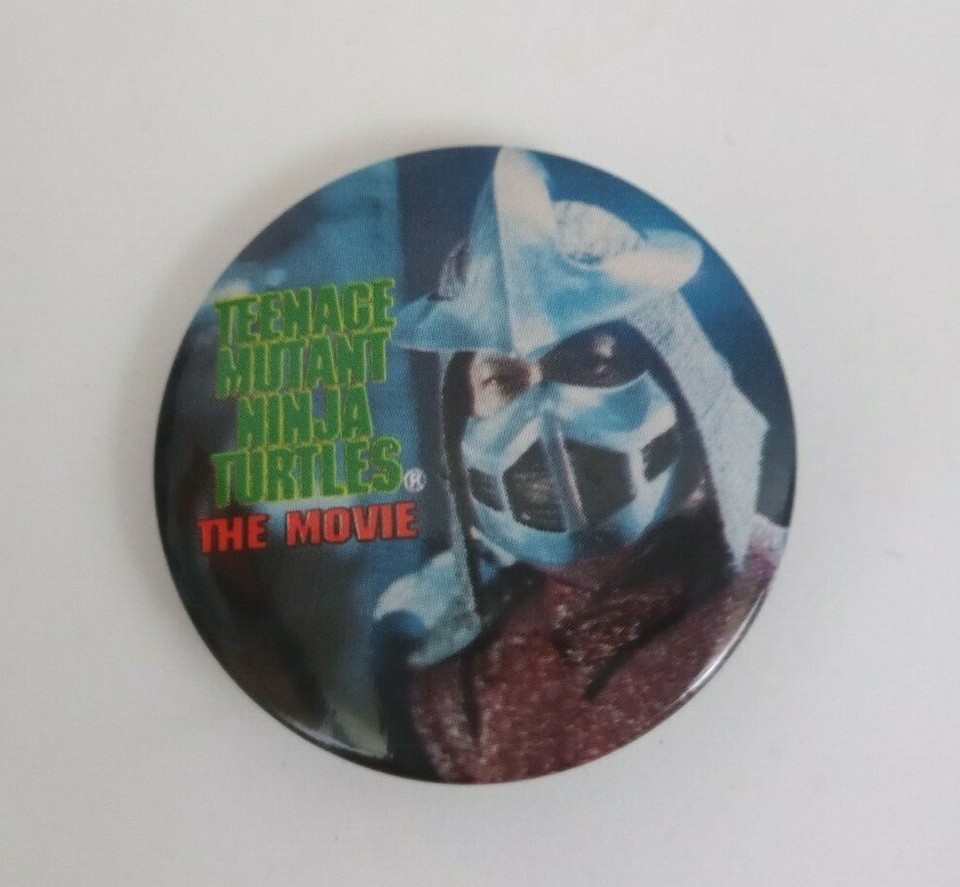 TEENAGE
MUTANT
NINJA
TURTLES®
THE MOVIE